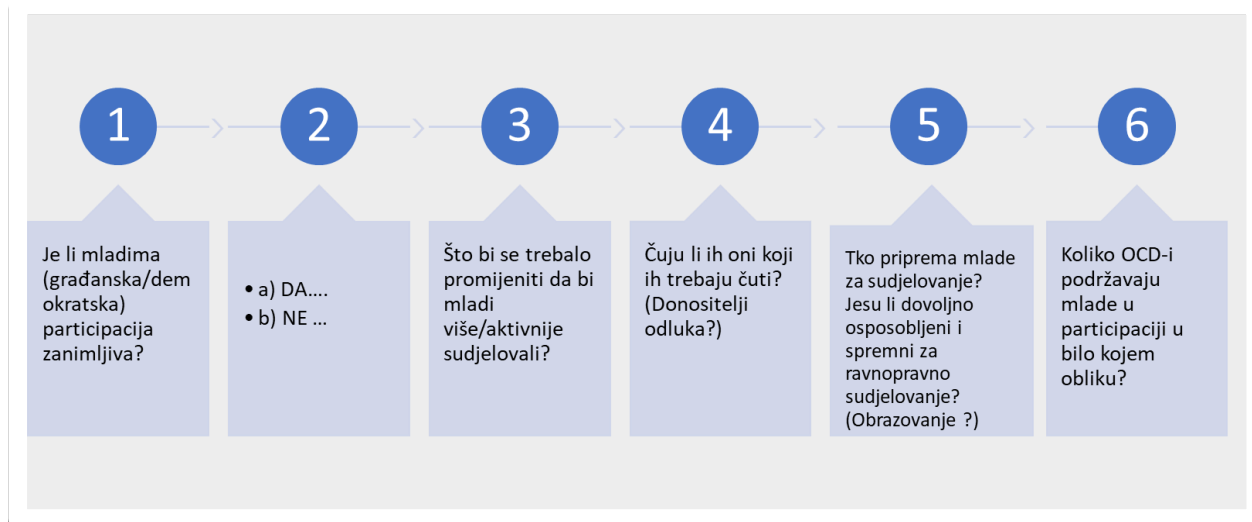 1
2
3
4
5
6
Je li mladima
(građanska/dem
okratska)
participacija
zanimljiva?
• a) DA....
• b) NE ...
Što bi se trebalo
promijeniti da bi
mladi
više/aktivnije
sudjelovali?
Čuju li ih oni koji
ih trebaju čuti?
(Donositelji
odluka?)
Tko priprema mlade
za sudjelovanje?
Jesu li dovoljno
osposobljeni i
spremni za
ravnopravno
sudjelovanje?
(Obrazovanje ?)
Koliko OCD-i
podržavaju
mlade u
participaciji u
bilo kojem
obliku?